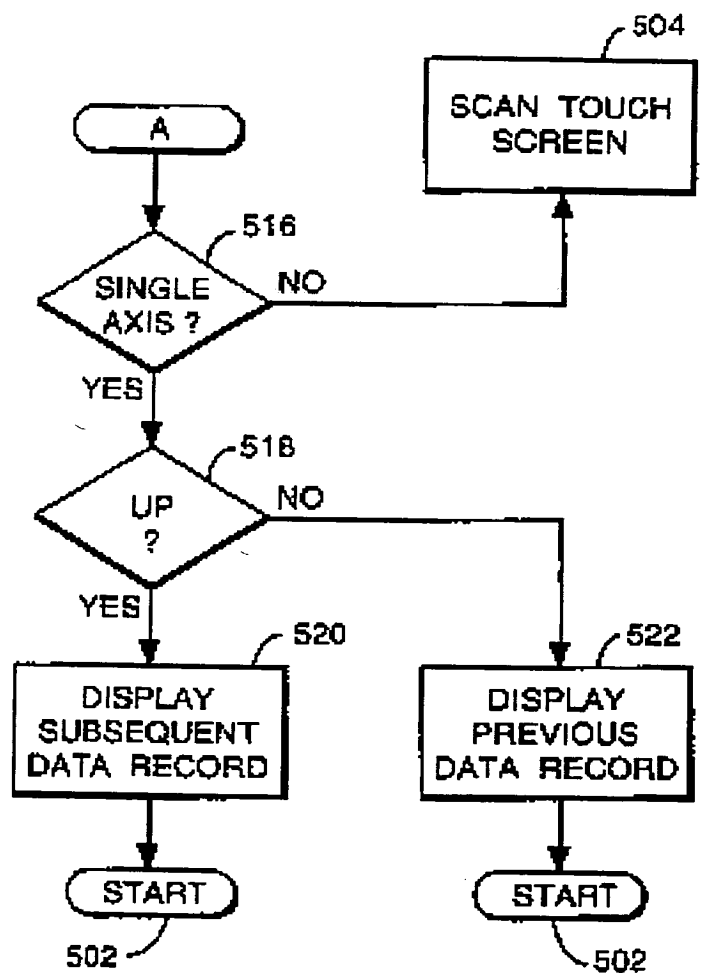 504
SCAN TOUCH
SCREEN
A
516
SINGLE
AXIS ?
NO
YES
518
UP
?
NO
YES
520
522
DISPLAY
SUBSEQUENT
DATA RECORD
DISPLAY
PREVIOUS
DATA RECORD
START
START
502
502